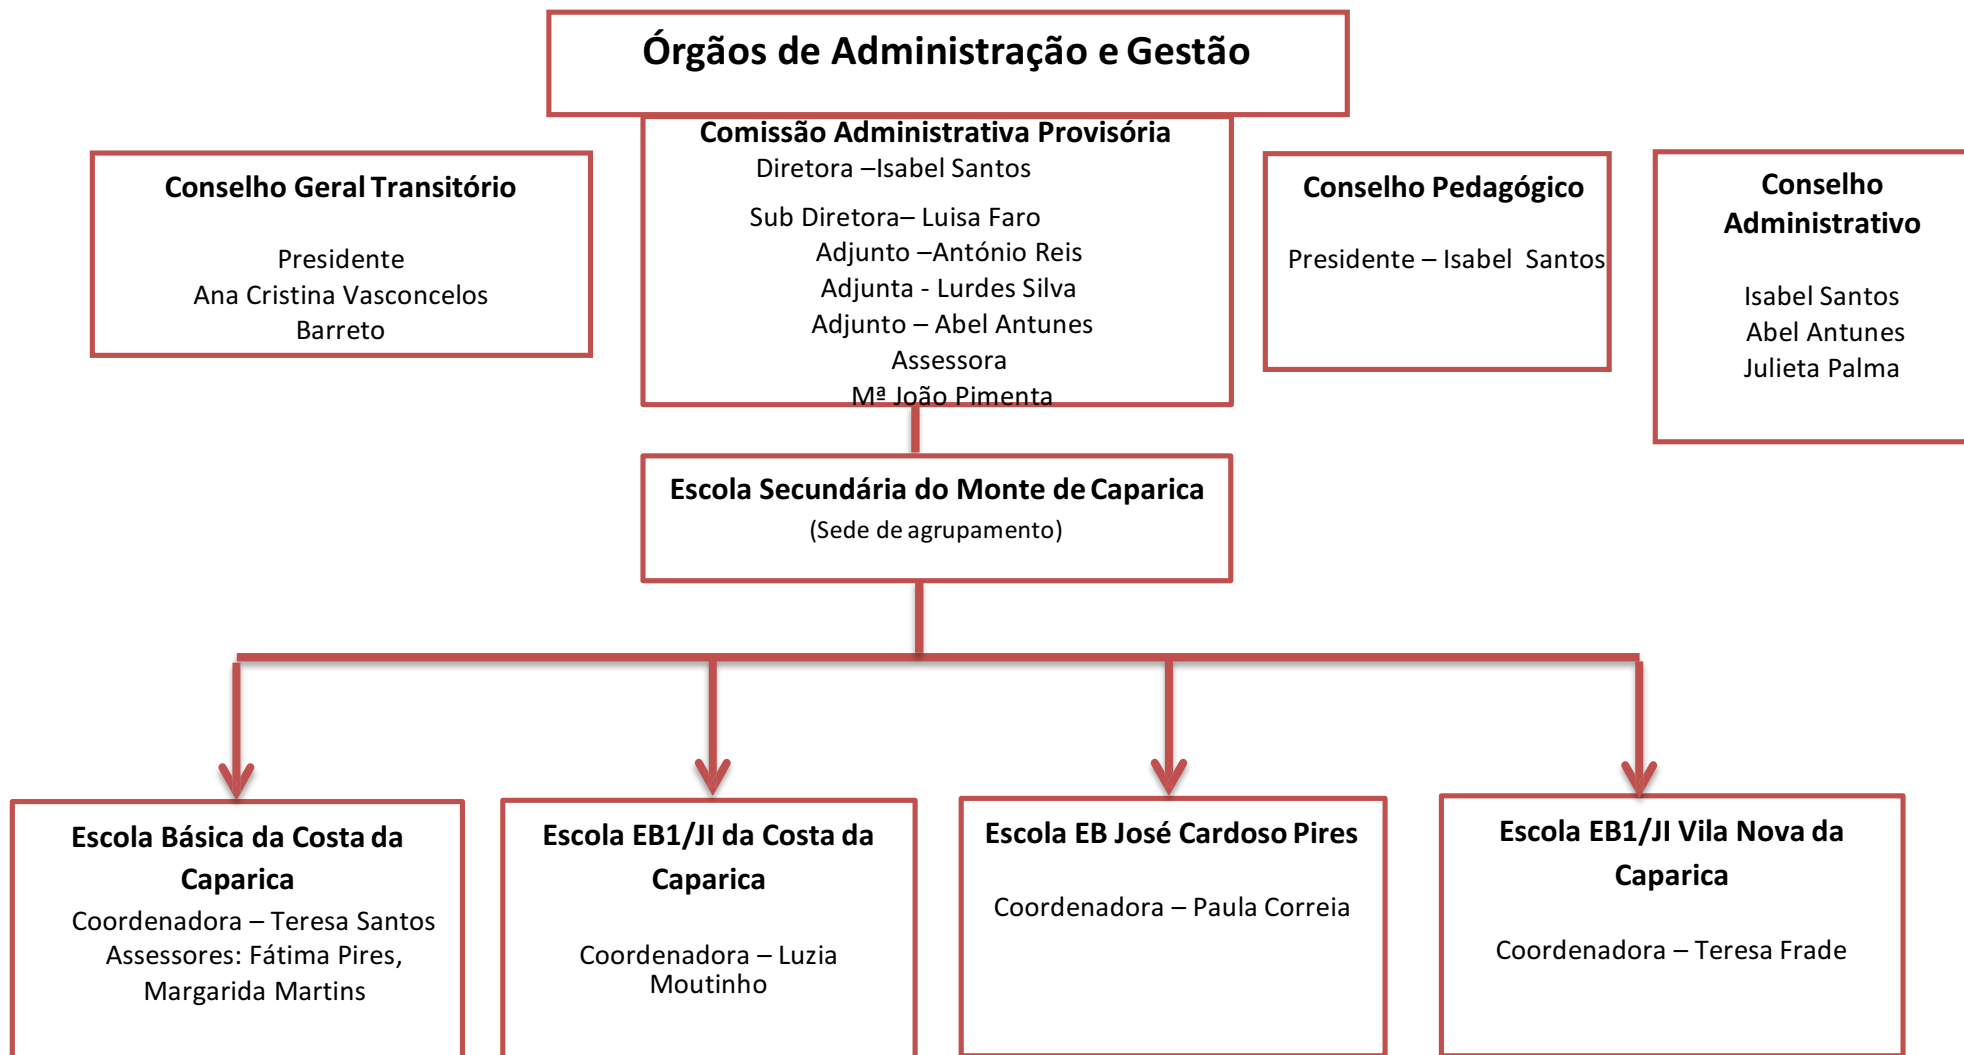 Órgãos de Administração e Gestão
Conselho Geral Transitório
Presidente
Ana Cristina Vasconcelos
Barreto
Comissão Administrativa Provisória
Diretora –Isabel Santos
Sub Diretora– Luisa Faro
Adjunto –António Reis
Adjunta - Lurdes Silva
Adjunto – Abel Antunes
Assessora
Mª João Pimenta
Conselho Pedagógico
Presidente – Isabel Santos
Conselho
Administrativo
Isabel Santos
Abel Antunes
Julieta Palma
Escola Secundária do Monte de Caparica
(Sede de agrupamento)
Escola Básica da Costa da
Caparica
Coordenadora – Teresa Santos
Assessores: Fátima Pires,
Margarida Martins
Escola EB1/JI da Costa da
Caparica
Coordenadora – Luzia
Moutinho
Escola EB José Cardoso Pires
Coordenadora – Paula Correia
Escola EB1/JI Vila Nova da
Caparica
Coordenadora – Teresa Frade